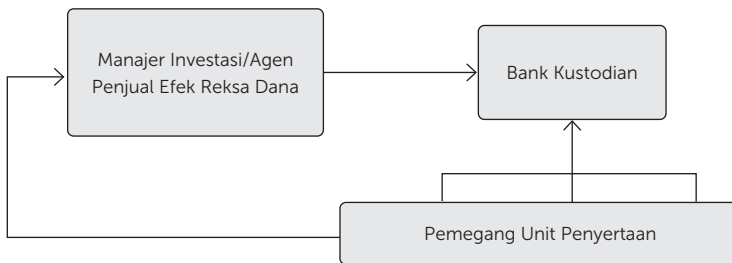 Manajer Investasi/Agen
Penjual Efek Reksa Dana
Bank Kustodian
Pemegang Unit Penyertaan